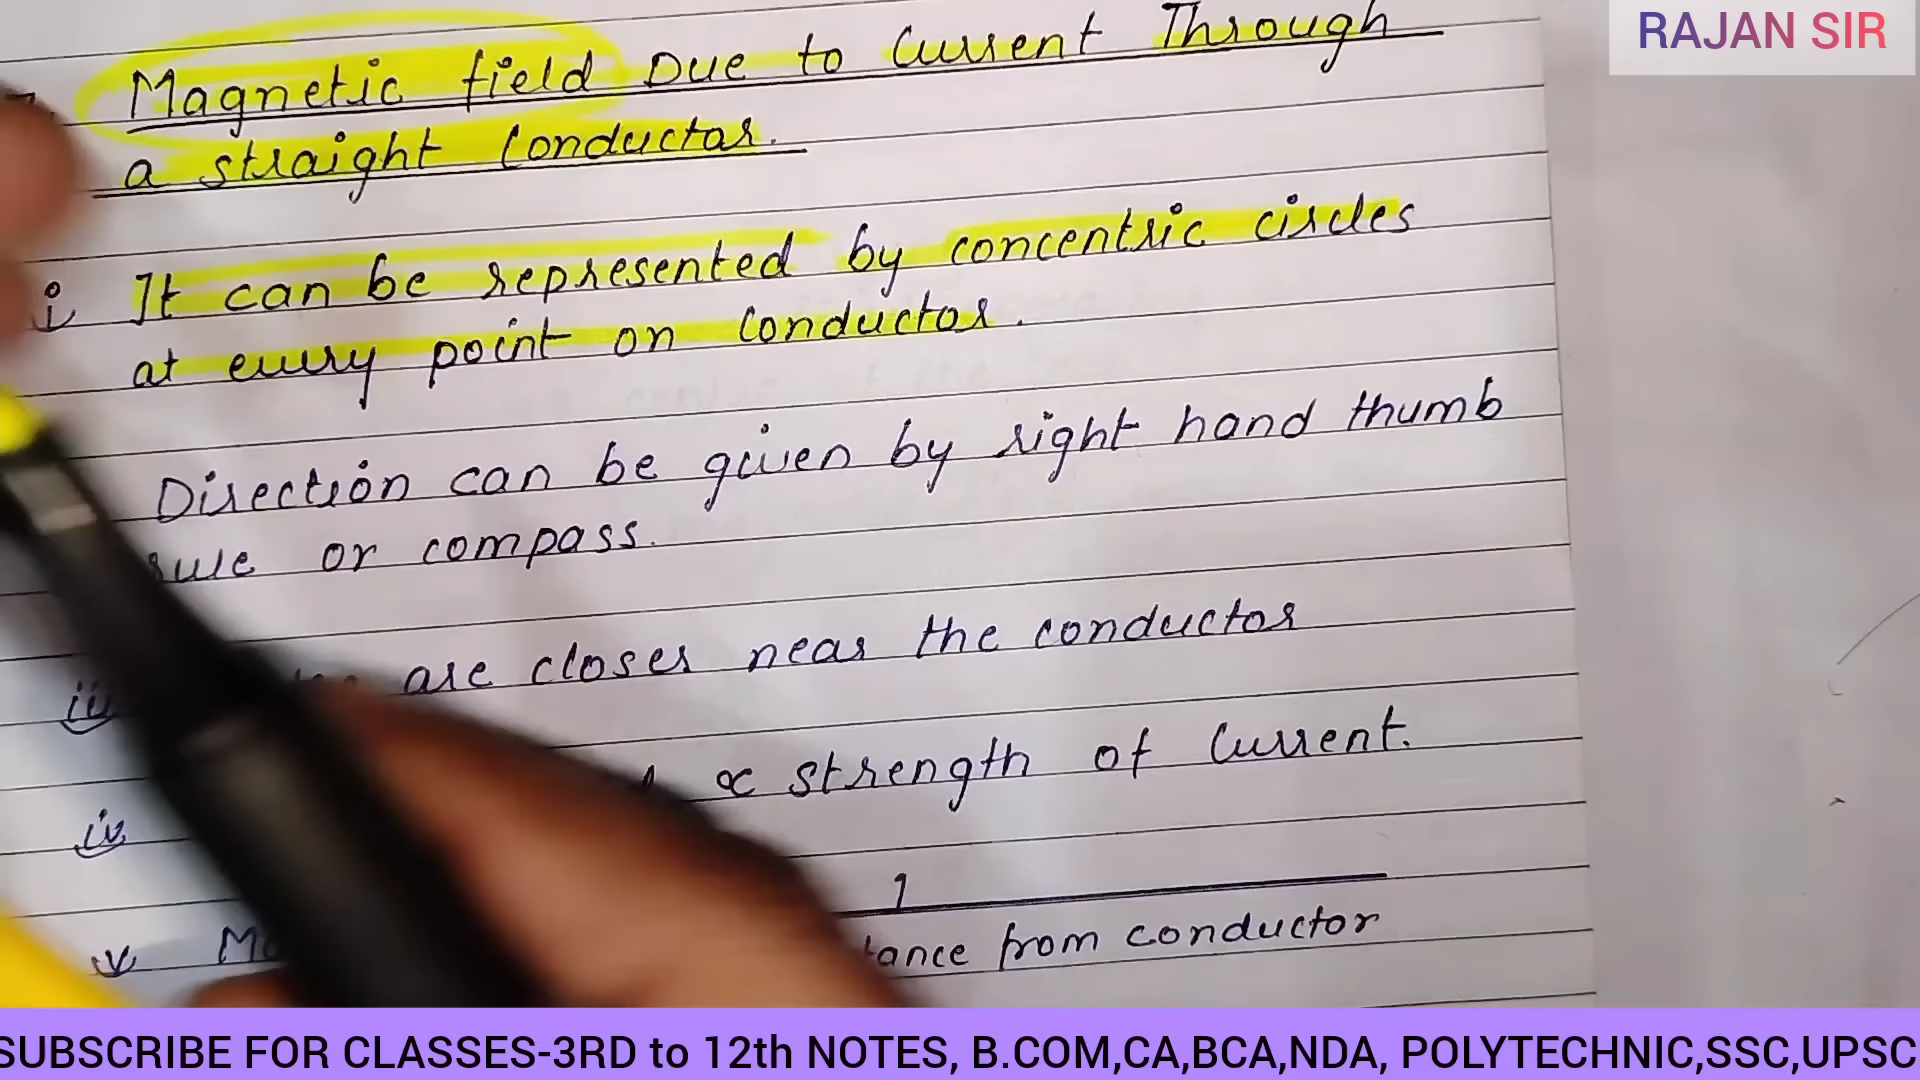 RAJAN SIR
Magnetic field Due to Current Through
a straight Conductor.
i It can be represented by concentric circles
at every point on Conductor.
Direction can be given by right hand thumb
rule or compass.
iii are closer near the conductor
iv ∝ strength of Current.
1
v from conductor
SUBSCRIBE FOR CLASSES-3RD to 12th NOTES, B.COM,CA,BCA,NDA, POLYTECHNIC,SSC,UPSC